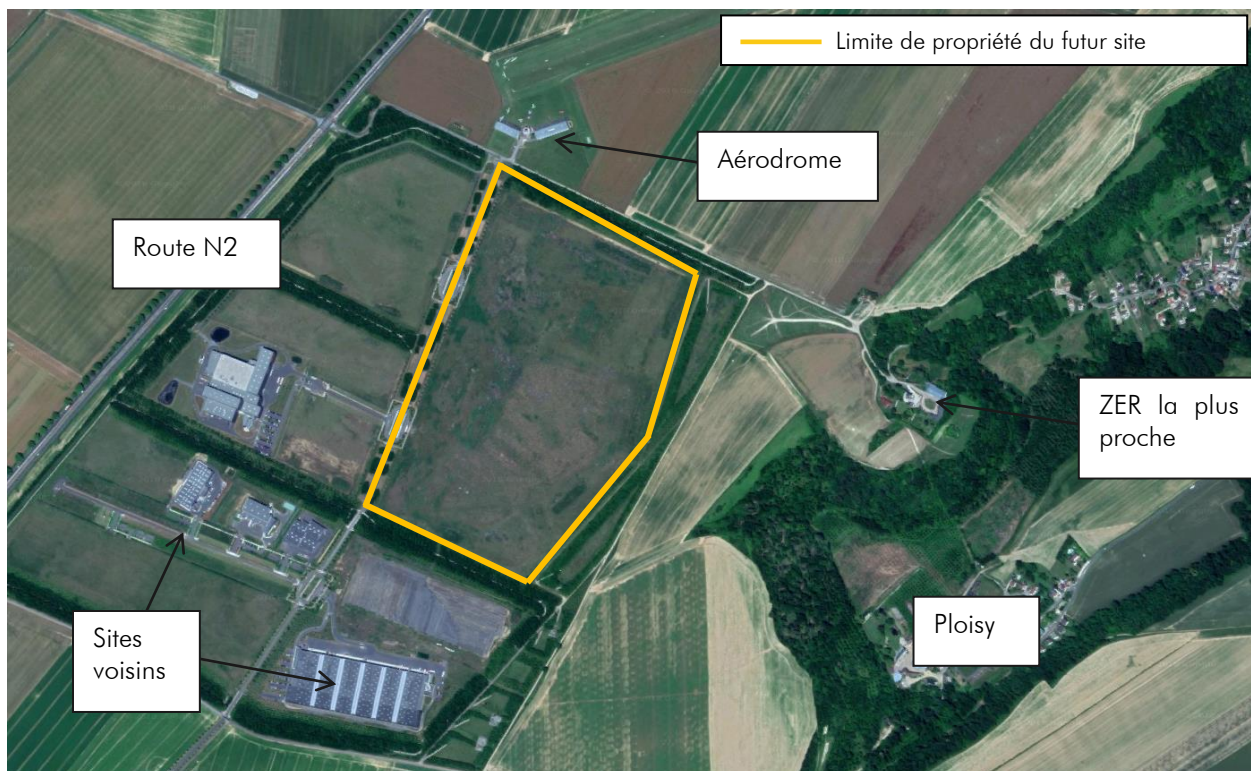 Limite de propriété du futur site
Aérodrome
Route N2
ZER la plus
proche
Sites
voisins
Ploisy